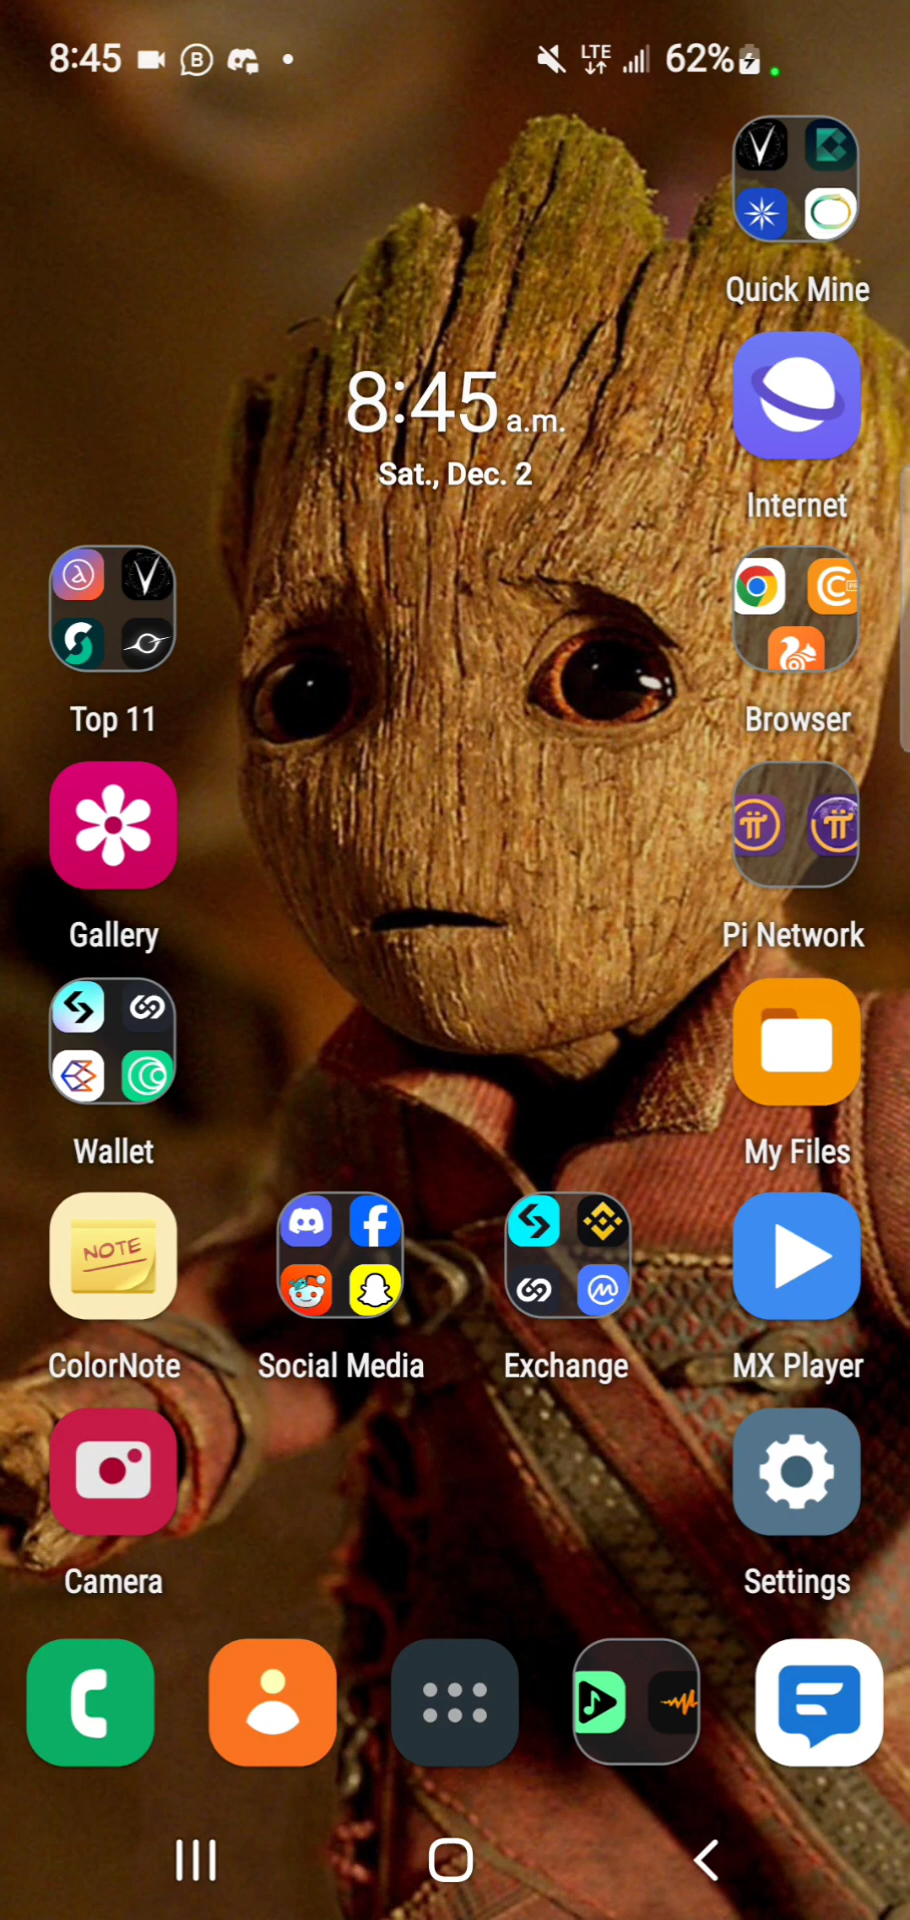 8:45
B
LTE
62%
Quick Mine
8:45 a.m.
Sat., Dec. 2
Internet
Top 11
Browser
Gallery
Pi Network
Wallet
My Files
NOTE
ColorNote
Social Media
Exchange
MX Player
Camera
Settings